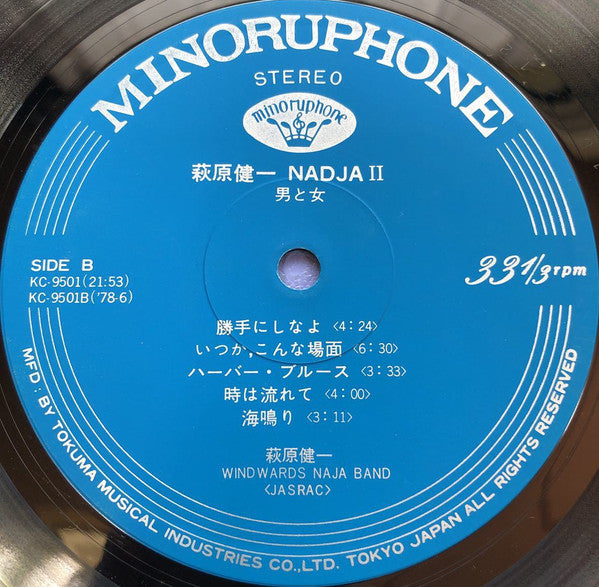 MINORUPHONE
STEREO
minoruphone
萩原健一 NADJA II
男と女
SIDE B
KC-9501(21:53)
KC-9501B('78-6)
33 1/3 rpm
勝手にしなよ <4:24>
いつか,こんな場面 <6:30>
ハーバー・ブルース <3:33>
時は流れて <4:00>
海鳴り <3:11>
萩原健一
WINDWARDS NAJA BAND
<JASRAC>
MFD: BY TOKUMA MUSICAL INDUSTRIES CO.,LTD. TOKYO JAPAN ALL RIGHTS RESERVED